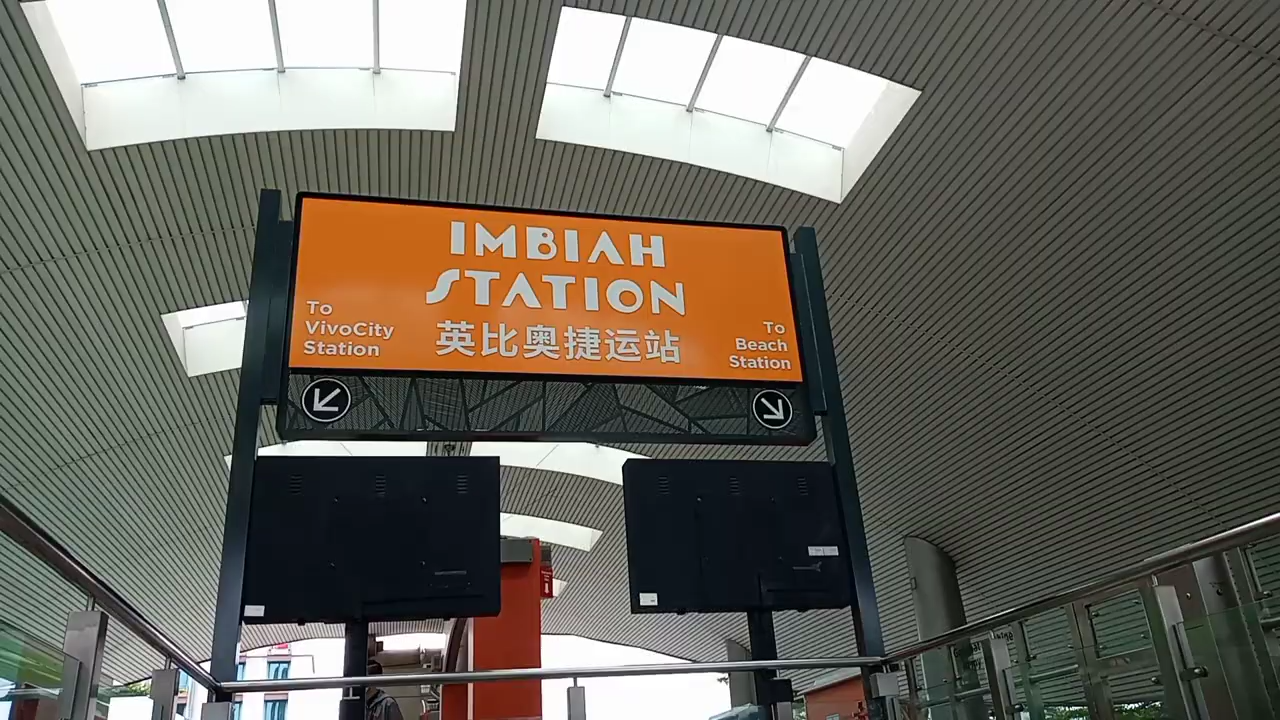 IMBIAH
STATION
英比奥捷运站
To
VivoCity
Station
To
Beach
Station